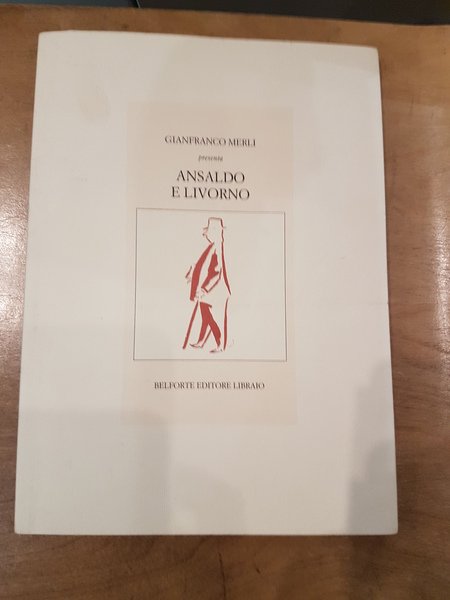 GIANFRANCO MERLI
presenta
ANSALDO
E LIVORNO
BELFORTE EDITORE LIBRAIO